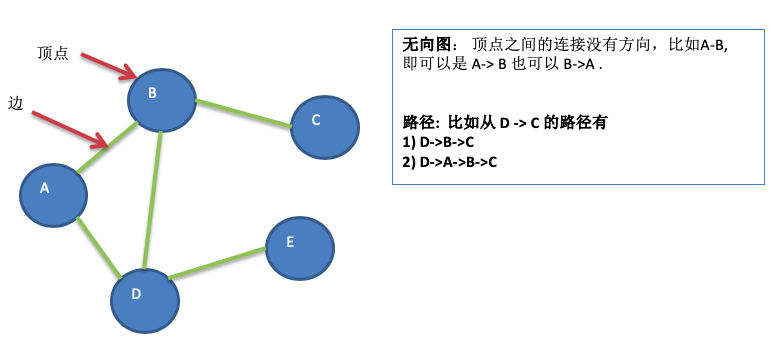 顶点
边
B
C
A
E
D
无向图： 顶点之间的连接没有方向，比如A-B,
即可以是 A-> B 也可以 B->A .
路径: 比如从 D -> C 的路径有
1) D->B->C
2) D->A->B->C